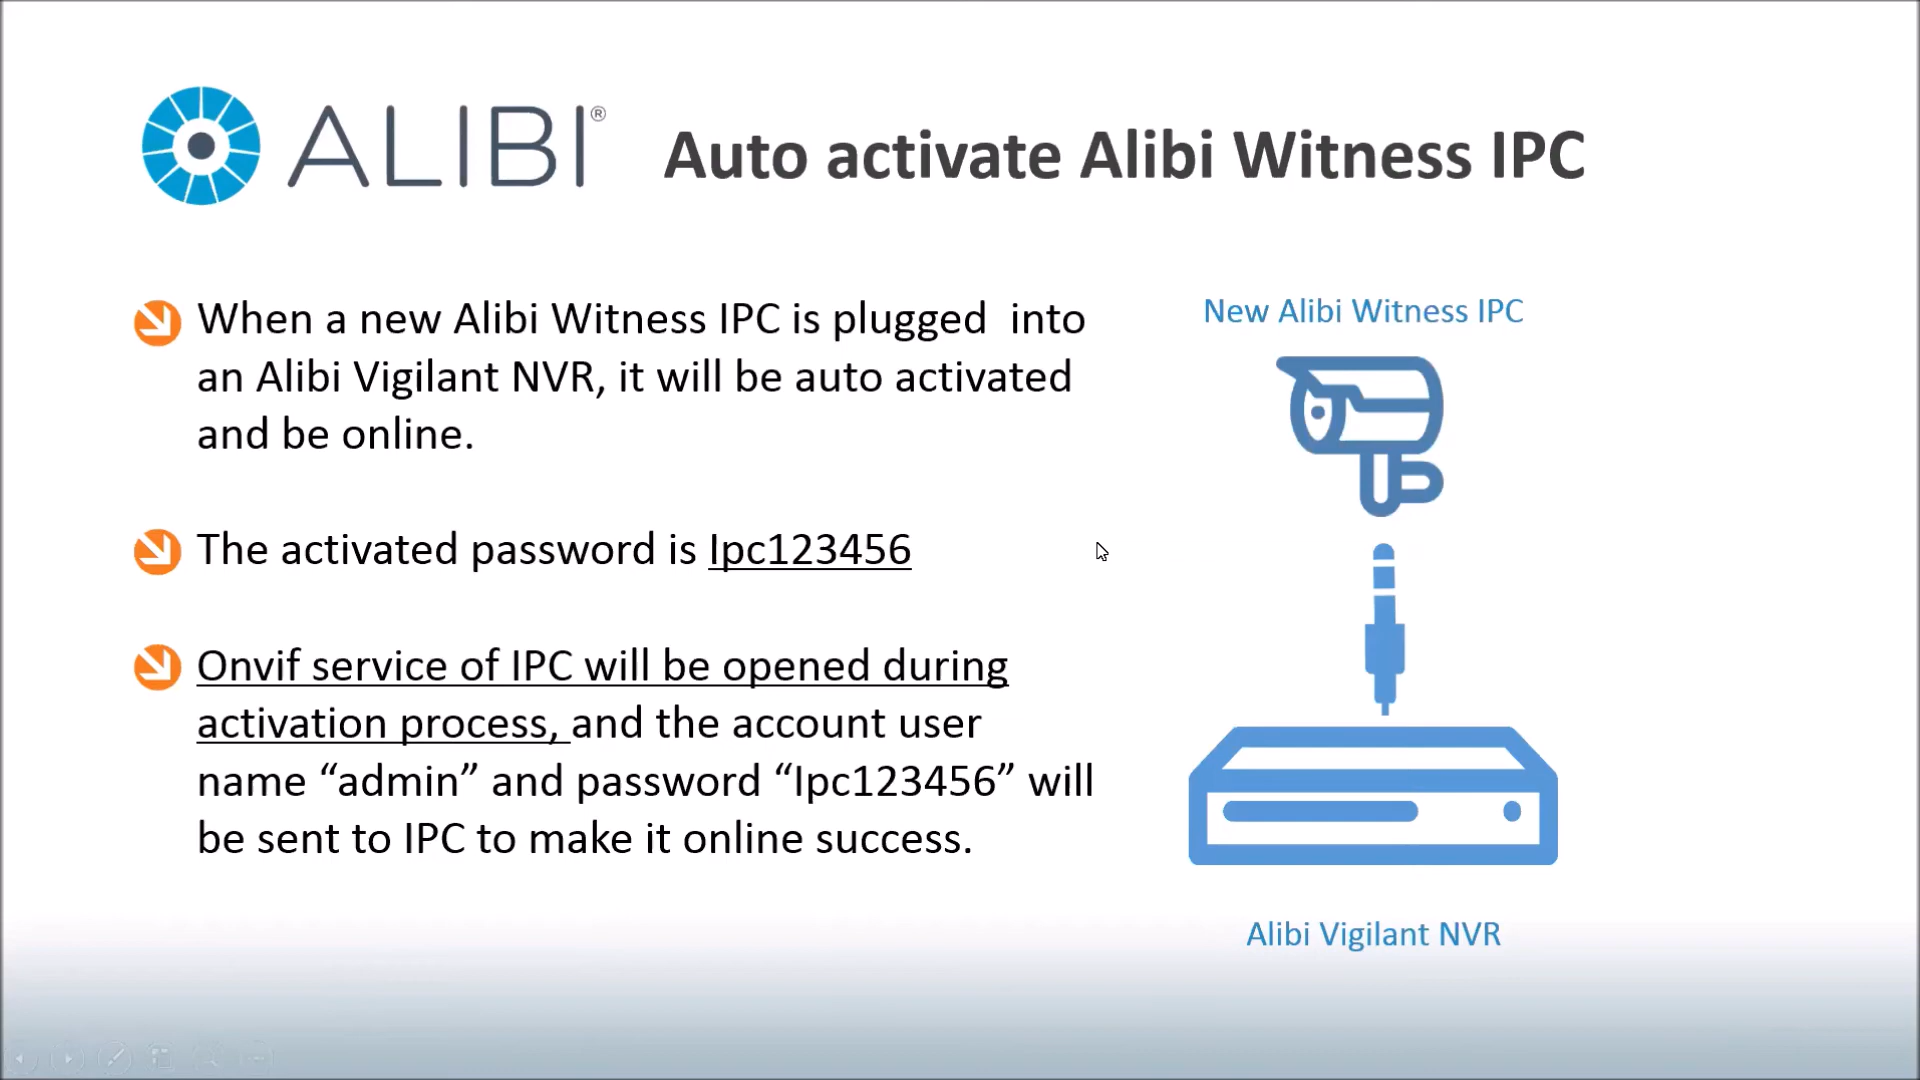 ALIBI®
Auto activate Alibi Witness IPC
When a new Alibi Witness IPC is plugged  into
an Alibi Vigilant NVR, it will be auto activated
and be online.
The activated password is Ipc123456
Onvif service of IPC will be opened during
activation process, and the account user
name “admin” and password “Ipc123456” will
be sent to IPC to make it online success.
New Alibi Witness IPC
Alibi Vigilant NVR